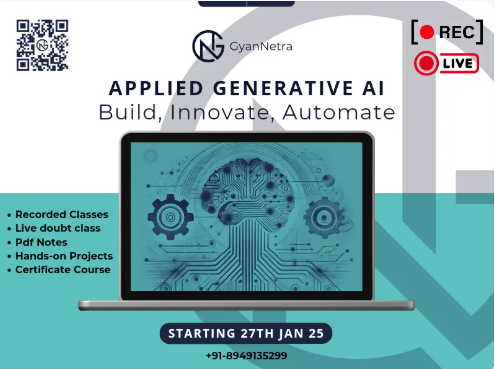 GyanNetra
REC
LIVE
APPLIED GENERATIVE AI
Build, Innovate, Automate
Recorded Classes
Live doubt class
Pdf Notes
Hands-on Projects
Certificate Course
STARTING 27TH JAN 25
+91-8949135299